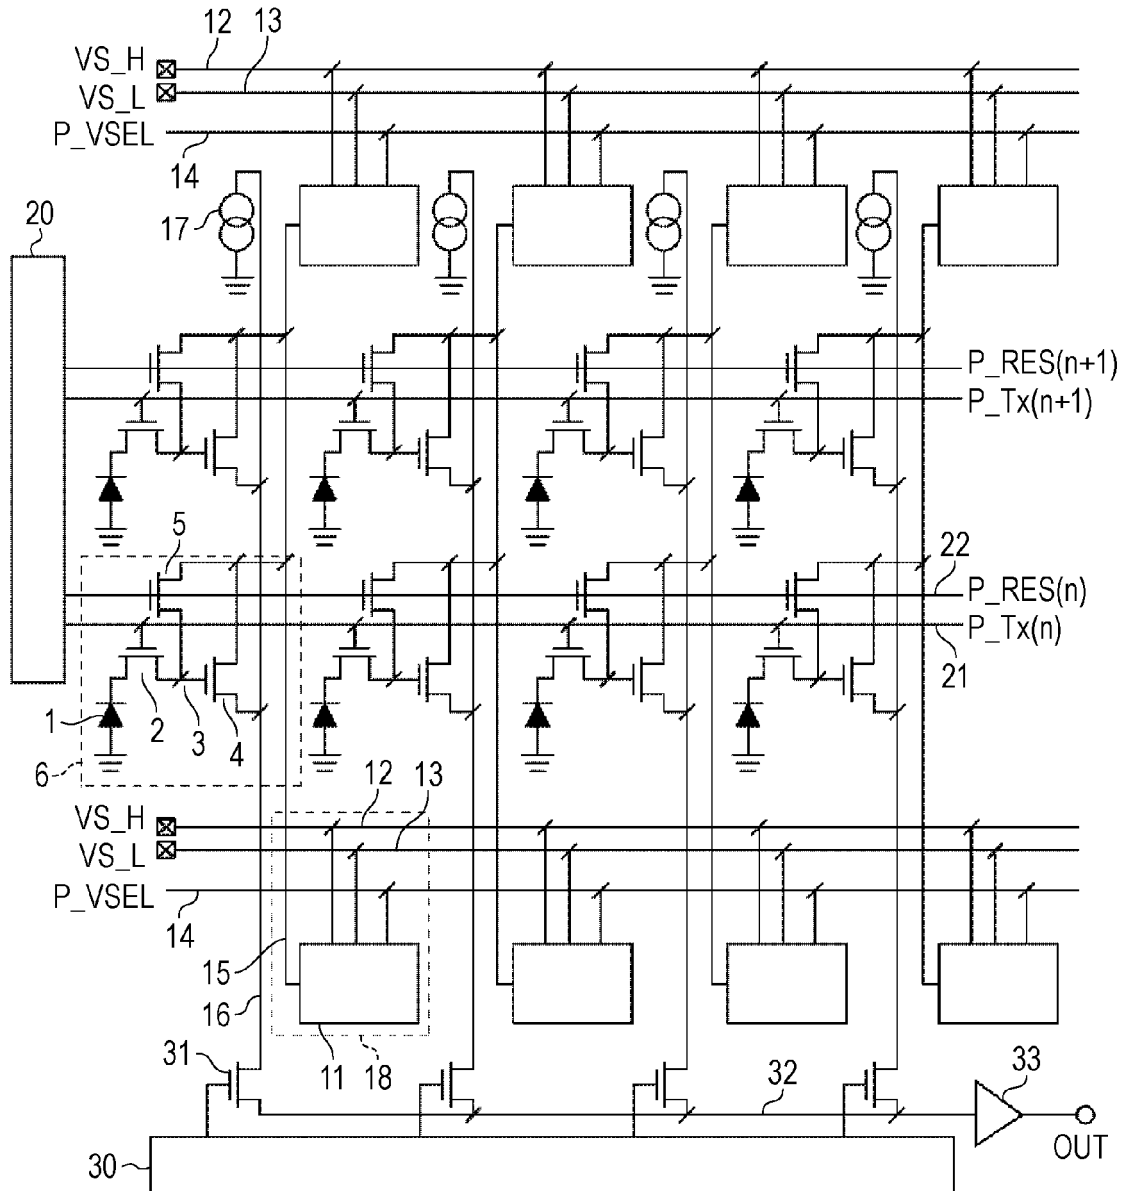 12
13
VS_H
VS_L
P_VSEL
14
17
20
P_RES(n+1)
P_Tx(n+1)
5
22
P_RES(n)
P_Tx(n)
21
1
2
3
4
6
12
13
VS_H
VS_L
P_VSEL
14
15
16
31
11
18
32
33
OUT
30